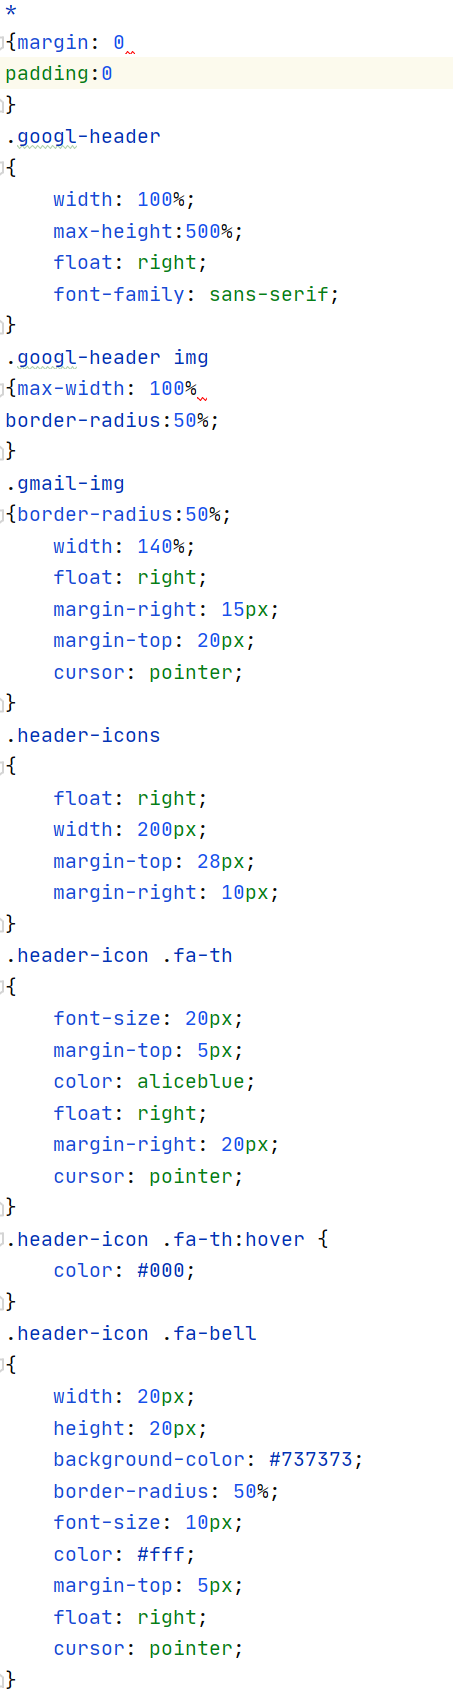 *
{margin: 0
padding:0
}
.googl-header
{
    width: 100%;
    max-height:500%;
    float: right;
    font-family: sans-serif;
}
.googl-header img
{max-width: 100%
border-radius:50%;
}
.gmail-img
{border-radius:50%;
    width: 140%;
    float: right;
    margin-right: 15px;
    margin-top: 20px;
    cursor: pointer;
}
.header-icons
{
    float: right;
    width: 200px;
    margin-top: 28px;
    margin-right: 10px;
}
.header-icon .fa-th
{
    font-size: 20px;
    margin-top: 5px;
    color: aliceblue;
    float: right;
    margin-right: 20px;
    cursor: pointer;
}
.header-icon .fa-th:hover {
    color: #000;
}
.header-icon .fa-bell
{
    width: 20px;
    height: 20px;
    background-color: #737373;
    border-radius: 50%;
    font-size: 10px;
    color: #fff;
    margin-top: 5px;
    float: right;
    cursor: pointer;
}